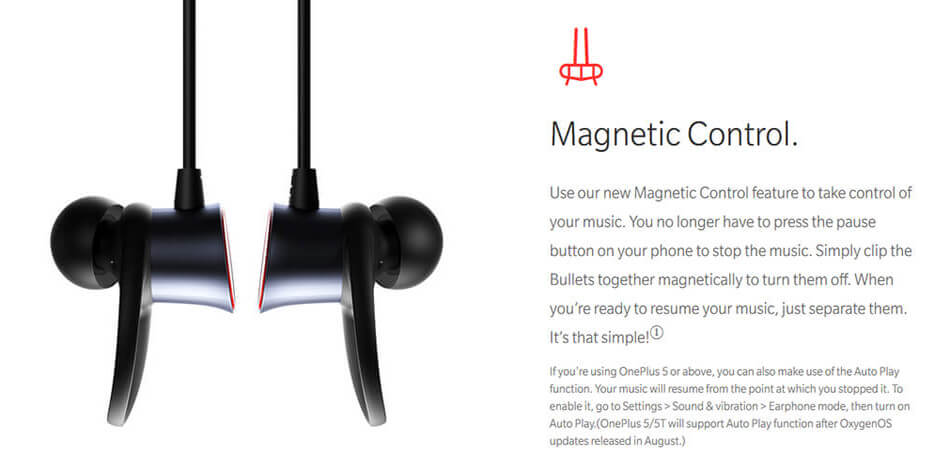 Magnetic Control.
Use our new Magnetic Control feature to take control of
your music. You no longer have to press the pause
button on your phone to stop the music. Simply clip the
Bullets together magnetically to turn them off. When
you're ready to resume your music, just separate them.
It's that simple!①
If you're using OnePlus 5 or above, you can also make use of the Auto Play
function. Your music will resume from the point at which you stopped it. To
enable it, go to Settings > Sound & vibration > Earphone mode, then turn on
Auto Play.(OnePlus 5/5T will support Auto Play function after OxygenOS
updates released in August.)